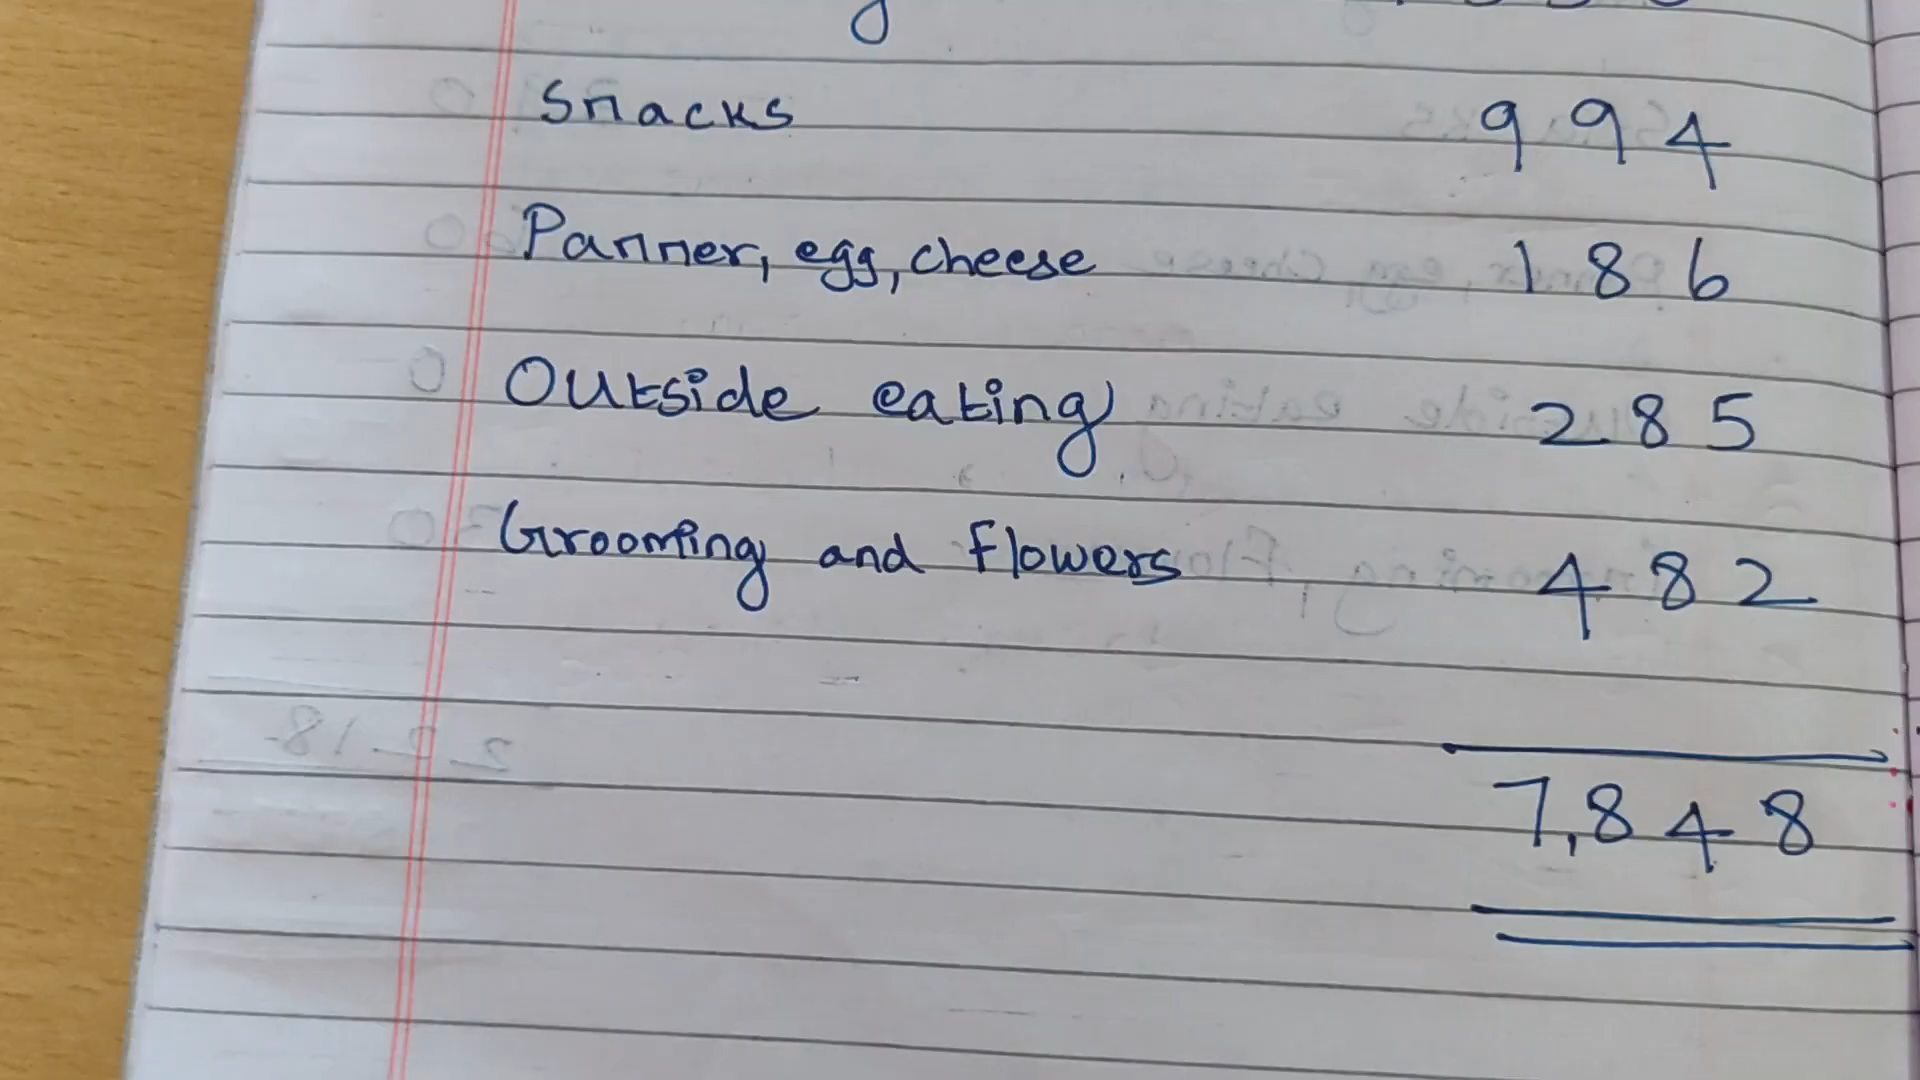 Snacks 994
Panner, egg, cheese 186
Outside eating 285
Grooming and Flowers 482
7,848